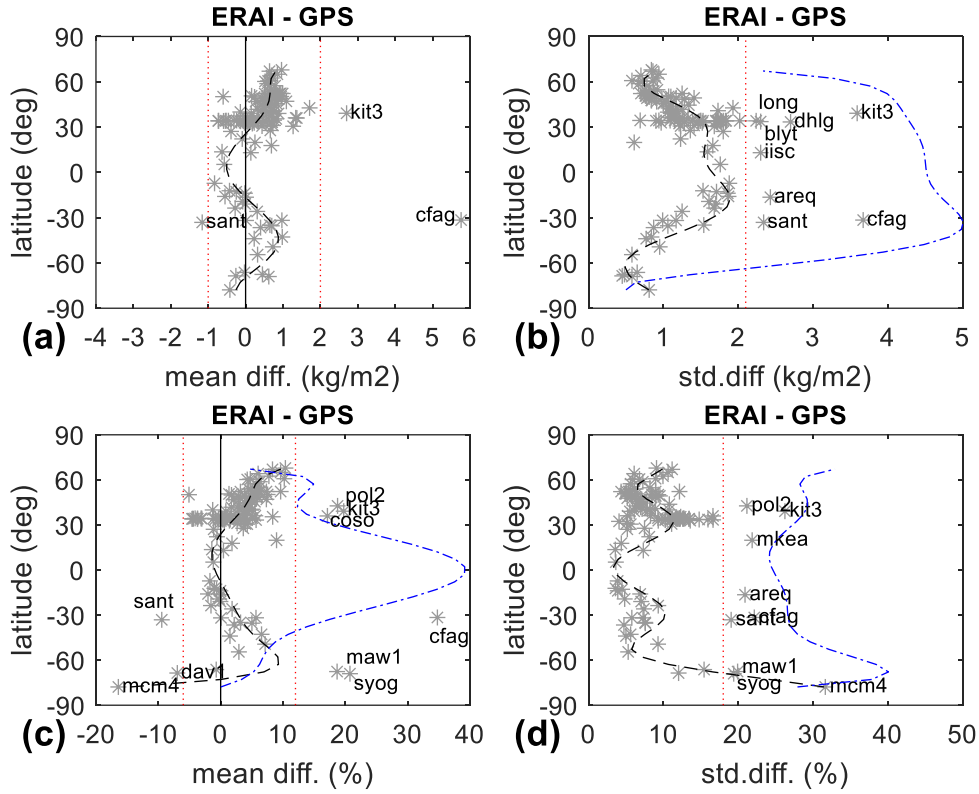 ERAI - GPS
90
60
30
0
-30
-60
-90
latitude (deg)
kit3
cfag
sant
-4 -3 -2 -1 0 1 2 3 4 5 6
(a)
mean diff. (kg/m2)
ERAI - GPS
90
60
30
0
-30
-60
-90
latitude (deg)
long
kit3
dhlg
blyt
iisc
areq
sant
cfag
0 1 2 3 4 5
(b)
std.diff (kg/m2)
ERAI - GPS
90
60
30
0
-30
-60
-90
latitude (deg)
pol2
kit3
coso
sant
cfag
maw1
dav1
syog
mcm4
-20 -10 0 10 20 30 40
(c)
mean diff. (%)
ERAI - GPS
90
60
30
0
-30
-60
-90
latitude (deg)
pol2
kit3
mkea
areq
cfag
sant
maw1
syog
mcm4
0 10 20 30 40 50
(d)
std.diff. (%)